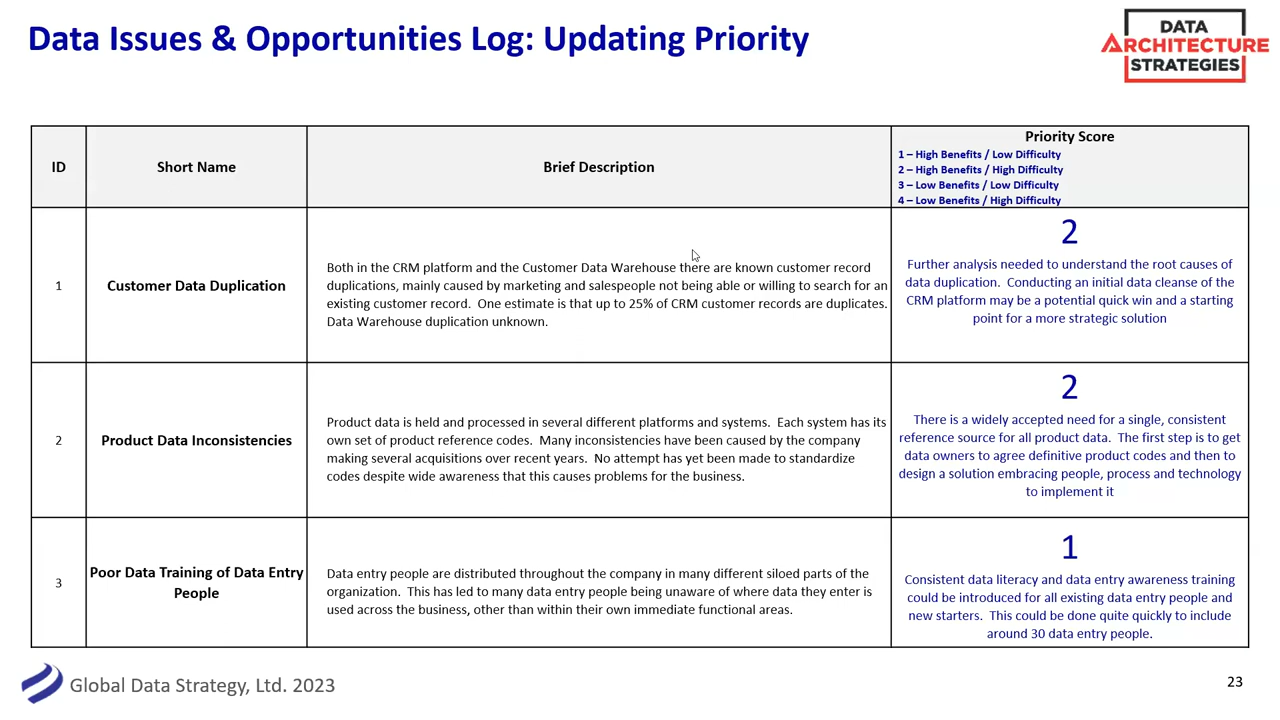 Data Issues & Opportunities Log: Updating Priority
DATA
ARCHITECTURE
STRATEGIES
ID
Short Name
Brief Description
Priority Score
1 – High Benefits / Low Difficulty
2 – High Benefits / High Difficulty
3 – Low Benefits / Low Difficulty
4 – Low Benefits / High Difficulty
1
Customer Data Duplication
Both in the CRM platform and the Customer Data Warehouse there are known customer record
duplications, mainly caused by marketing and salespeople not being able or willing to search for an
existing customer record.  One estimate is that up to 25% of CRM customer records are duplicates.
Data Warehouse duplication unknown.
2
Further analysis needed to understand the root causes of
data duplication.  Conducting an initial data cleanse of the
CRM platform may be a potential quick win and a starting
point for a more strategic solution
2
Product Data Inconsistencies
Product data is held and processed in several different platforms and systems.  Each system has its
own set of product reference codes.  Many inconsistencies have been caused by the company
making several acquisitions over recent years.  No attempt has yet been made to standardize
codes despite wide awareness that this causes problems for the business.
2
There is a widely accepted need for a single, consistent
reference source for all product data.  The first step is to get
data owners to agree definitive product codes and then to
design a solution embracing people, process and technology
to implement it
3
Poor Data Training of Data Entry
People
Data entry people are distributed throughout the company in many different siloed parts of the
organization.  This has led to many data entry people being unaware of where data they enter is
used across the business, other than within their own immediate functional areas.
1
Consistent data literacy and data entry awareness training
could be introduced for all existing data entry people and
new starters.  This could be done quite quickly to include
around 30 data entry people.
Global Data Strategy, Ltd. 2023
23